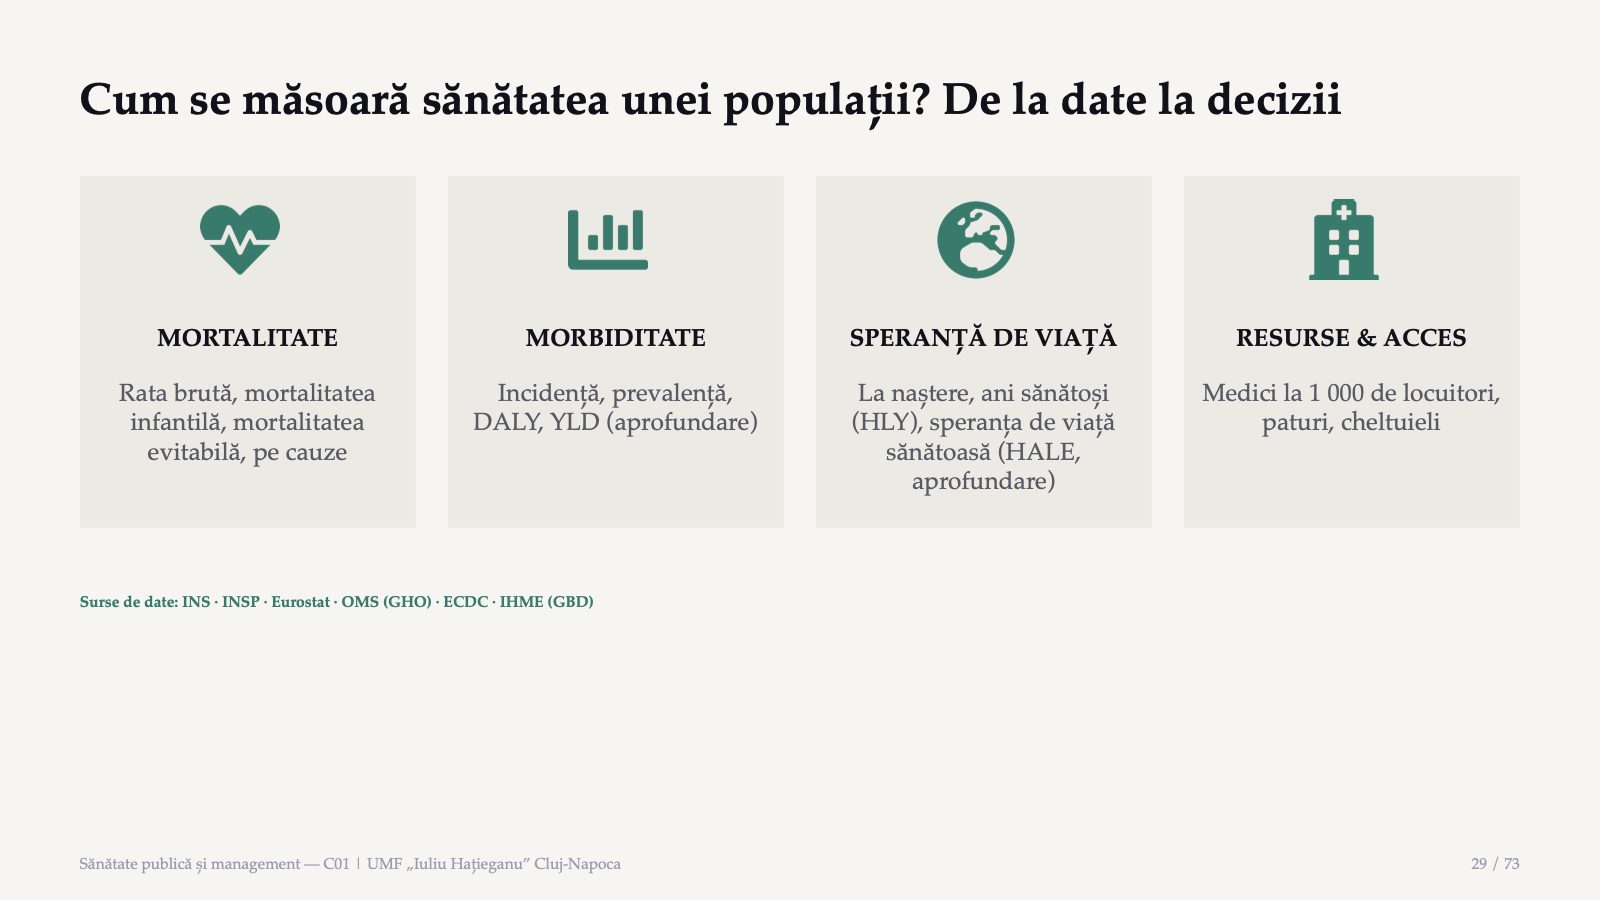 Cum se măsoară sănătatea unei populații? De la date la decizii
MORTALITATE
Rata brută, mortalitatea
infantilă, mortalitatea
evitabilă, pe cauze
MORBIDITATE
Incidență, prevalență,
DALY, YLD (aprofundare)
SPERANȚĂ DE VIAȚĂ
La naștere, ani sănătoși
(HLY), speranța de viață
sănătoasă (HALE,
aprofundare)
RESURSE & ACCES
Medici la 1 000 de locuitori,
paturi, cheltuieli
Surse de date: INS · INSP · Eurostat · OMS (GHO) · ECDC · IHME (GBD)
Sănătate publică și management — C01 | UMF „Iuliu Hațieganu” Cluj-Napoca
29 / 73